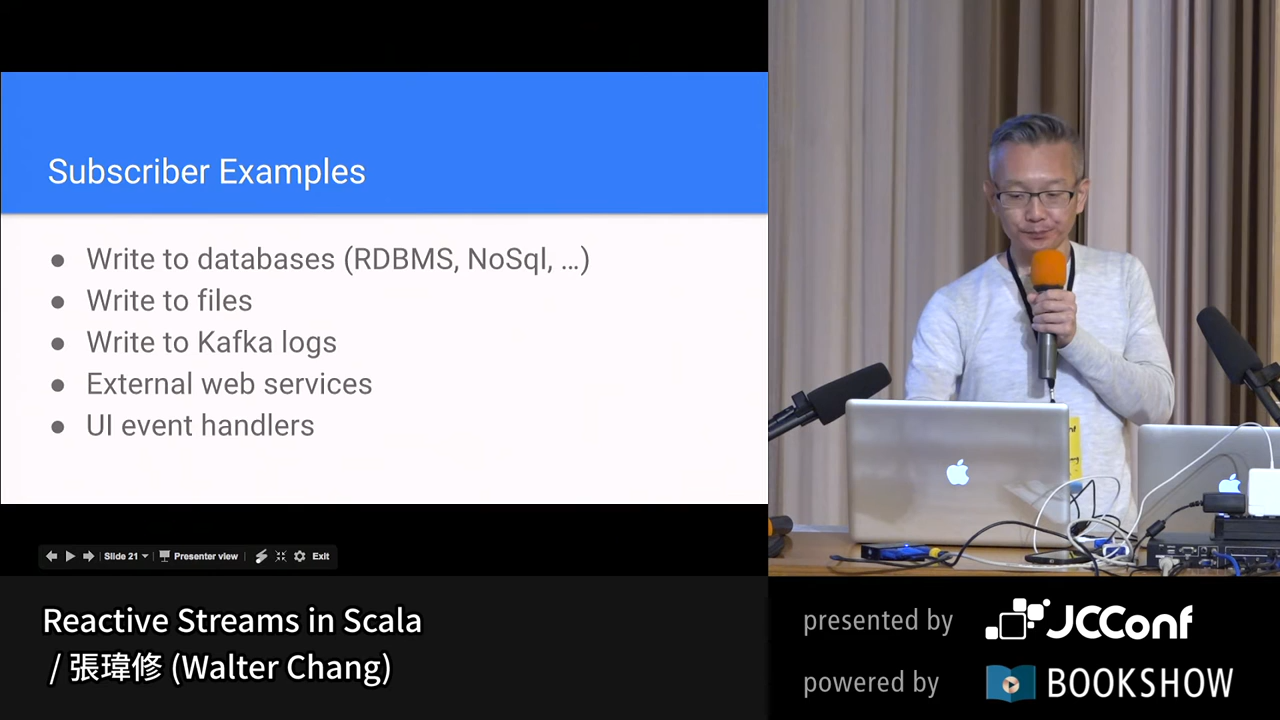 Subscriber Examples
● Write to databases (RDBMS, NoSql, ...)
● Write to files
● Write to Kafka logs
● External web services
● UI event handlers
Slide 21
Presenter view
Exit
Reactive Streams in Scala
/ 張瑋修 (Walter Chang)
presented by JCConf
powered by BOOKSHOW